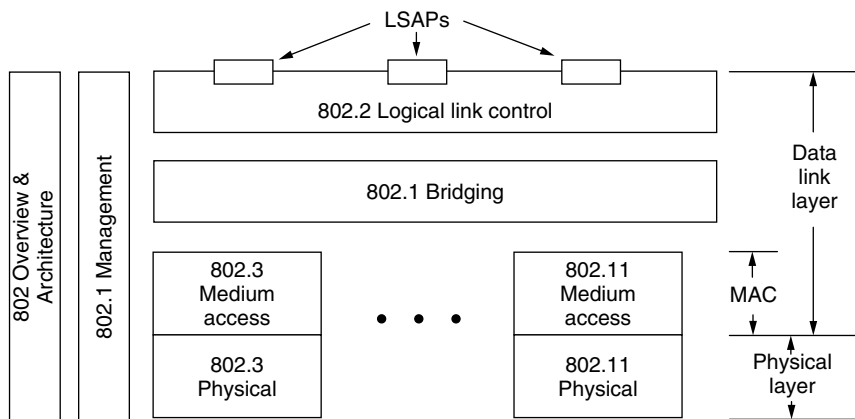 LSAPs
802 Overview &
Architecture
802.1 Management
802.2 Logical link control
802.1 Bridging
Data
link
layer
802.3
Medium
access
802.11
Medium
access
MAC
802.3
Physical
802.11
Physical
Physical
layer